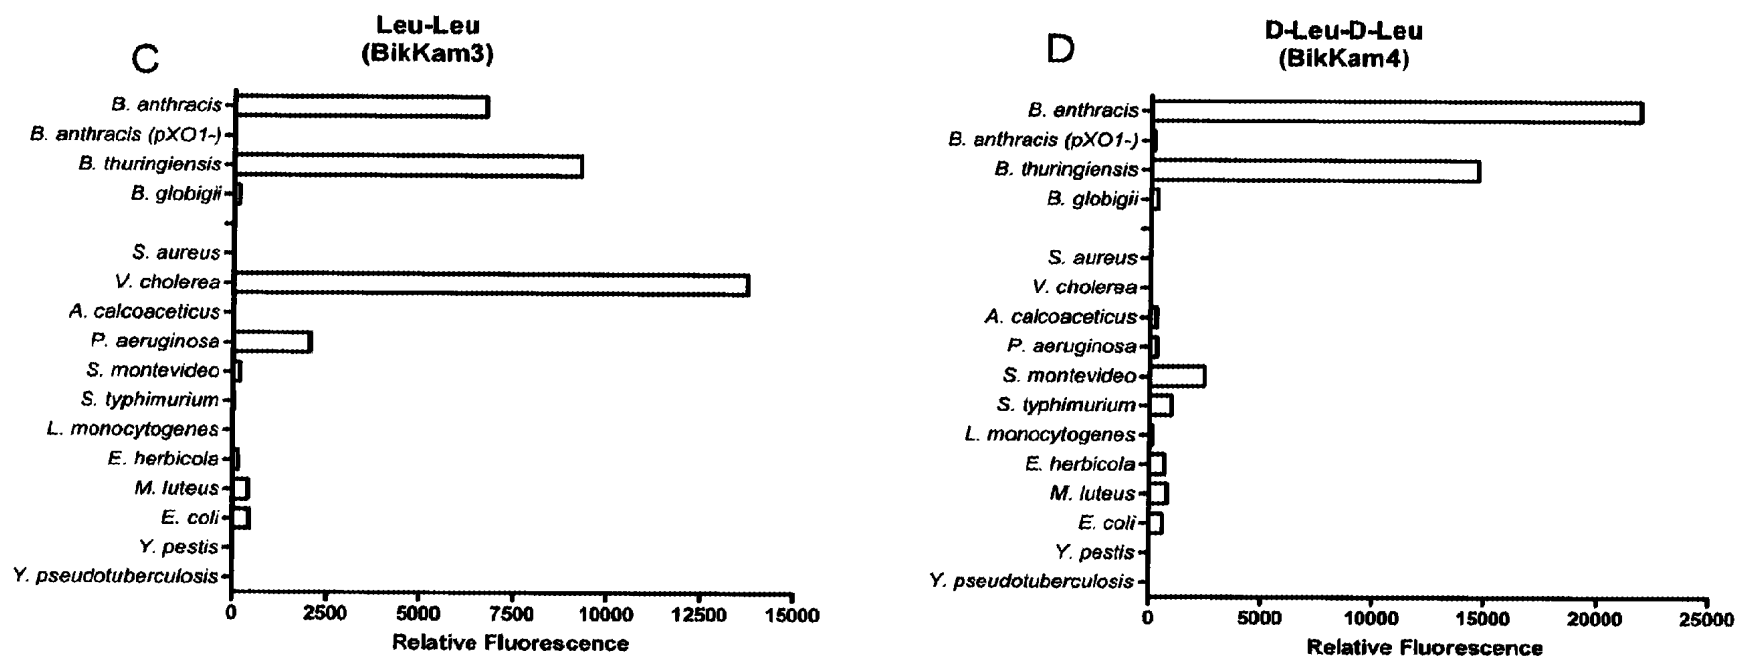 C
Leu-Leu
(BikKam3)
B. anthracis
B. anthracis (pXO1-)
B. thuringiensis
B. globigii
S. aureus
V. cholerea
A. calcoaceticus
P. aeruginosa
S. montevideo
S. typhimurium
L. monocytogenes
E. herbicola
M. luteus
E. coli
Y. pestis
Y. pseudotuberculosis
0 2500 5000 7500 10000 12500 15000
Relative Fluorescence
D
D-Leu-D-Leu
(BikKam4)
B. anthracis
B. anthracis (pXO1-)
B. thuringiensis
B. globigii
S. aureus
V. cholerea
A. calcoaceticus
P. aeruginosa
S. montevideo
S. typhimurium
L. monocytogenes
E. herbicola
M. luteus
E. coli
Y. pestis
Y. pseudotuberculosis
0 5000 10000 15000 20000 25000
Relative Fluorescence